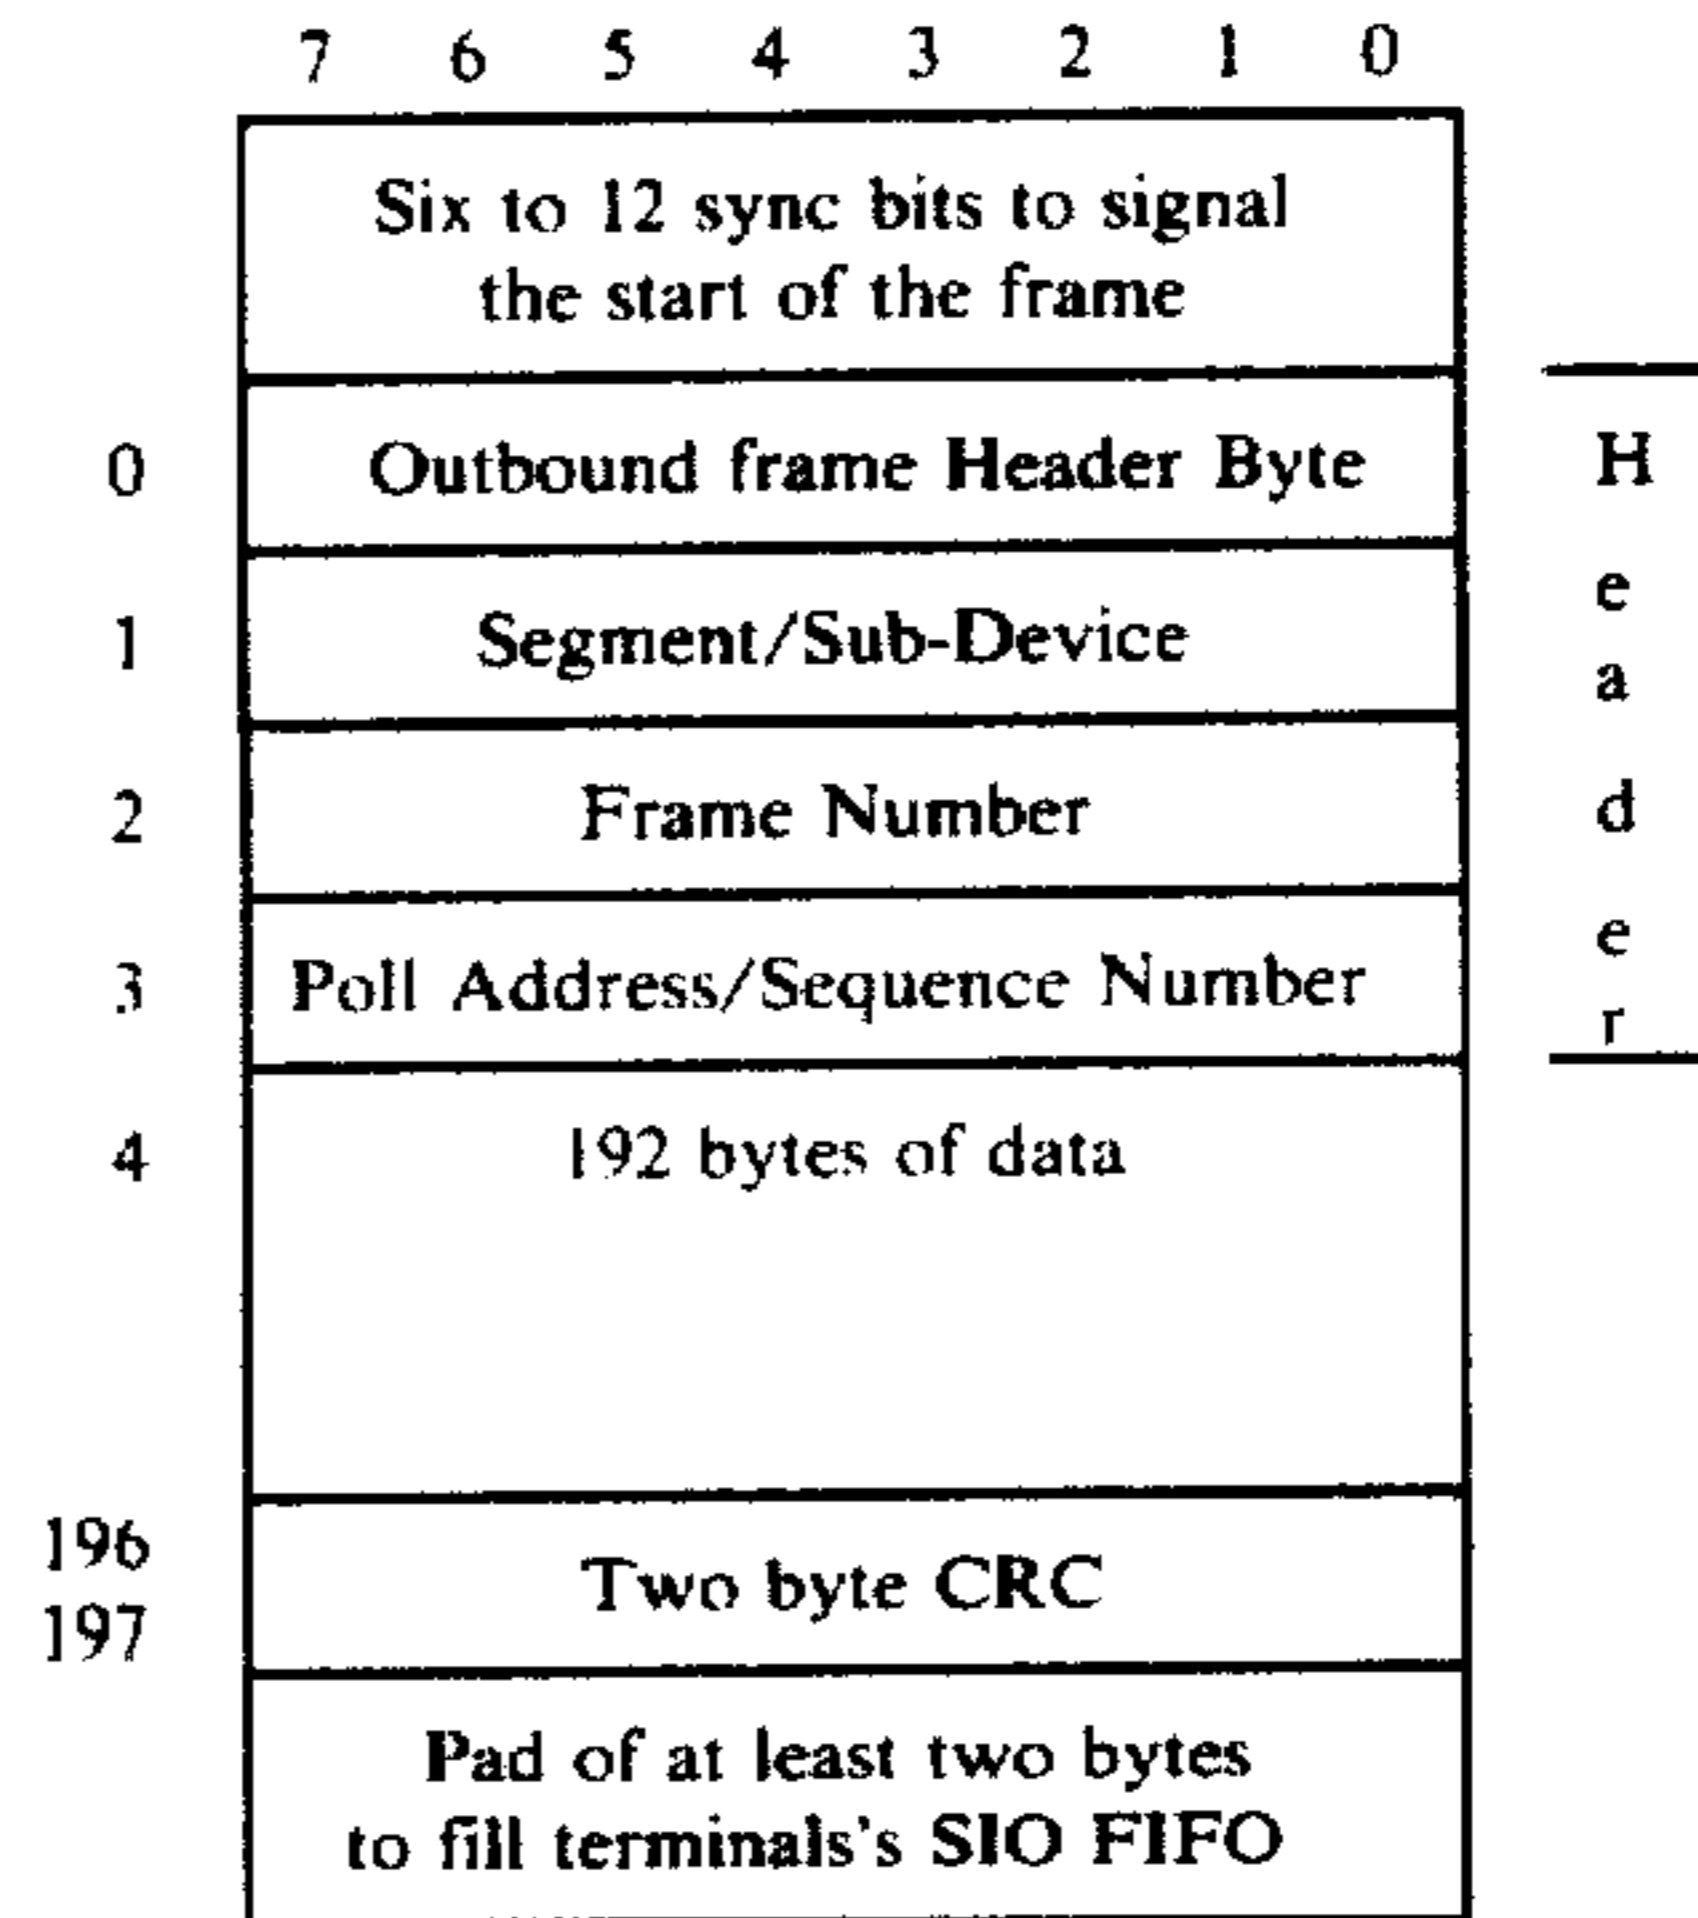 7 6 5 4 3 2 1 0
Six to 12 sync bits to signal
the start of the frame
0 Outbound frame Header Byte
1 Segment/Sub-Device
2 Frame Number
3 Poll Address/Sequence Number
H
e
a
d
e
r
4 192 bytes of data
196
197
Two byte CRC
Pad of at least two bytes
to fill terminals's SIO FIFO